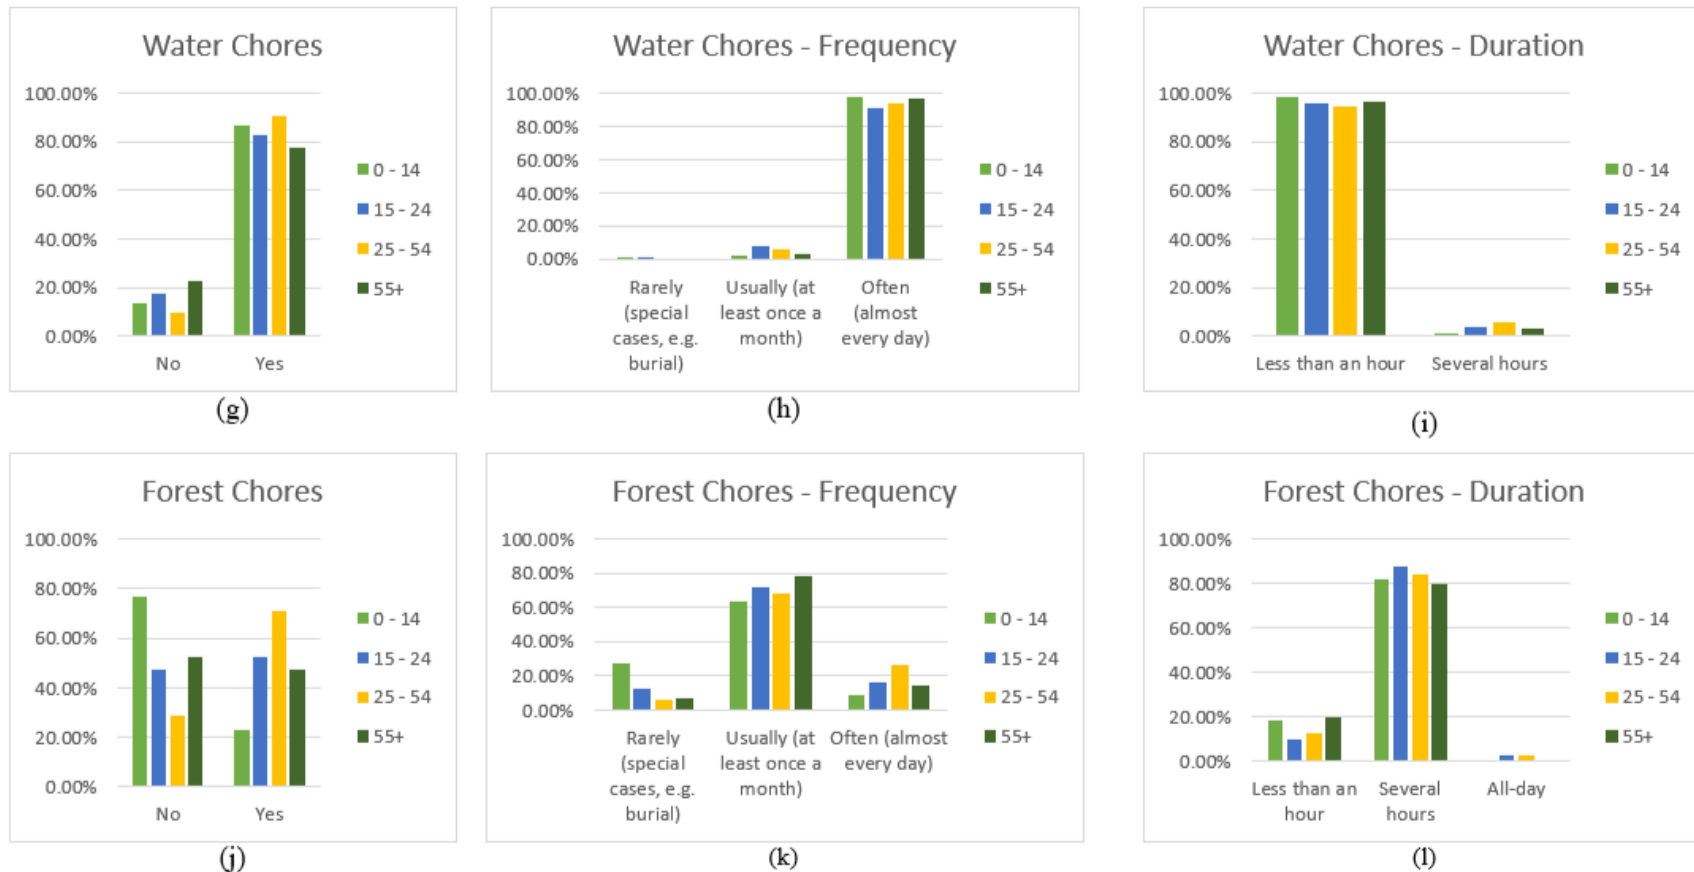 Water Chores
100.00%
80.00%
60.00%
40.00%
20.00%
0.00%
No
Yes
0 - 14
15 - 24
25 - 54
55+
(g)
Water Chores - Frequency
100.00%
80.00%
60.00%
40.00%
20.00%
0.00%
Rarely
(special
cases, e.g.
burial)
Usually (at
least once a
month)
Often
(almost
every day)
0 - 14
15 - 24
25 - 54
55+
(h)
Water Chores - Duration
100.00%
80.00%
60.00%
40.00%
20.00%
0.00%
Less than an hour
Several hours
0 - 14
15 - 24
25 - 54
55+
(i)
Forest Chores
100.00%
80.00%
60.00%
40.00%
20.00%
0.00%
No
Yes
0 - 14
15 - 24
25 - 54
55+
(j)
Forest Chores - Frequency
100.00%
80.00%
60.00%
40.00%
20.00%
0.00%
Rarely
(special
cases, e.g.
burial)
Usually (at
least once a
month)
Often (almost
every day)
0 - 14
15 - 24
25 - 54
55+
(k)
Forest Chores - Duration
100.00%
80.00%
60.00%
40.00%
20.00%
0.00%
Less than an
hour
Several
hours
All-day
0 - 14
15 - 24
25 - 54
55+
(l)